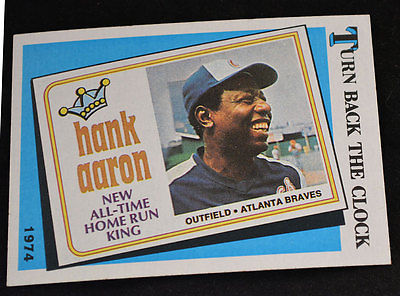 TURN BACK THE CLOCK
hank
aaron
NEW
ALL-TIME
HOME RUN
KING
OUTFIELD • ATLANTA BRAVES
1974